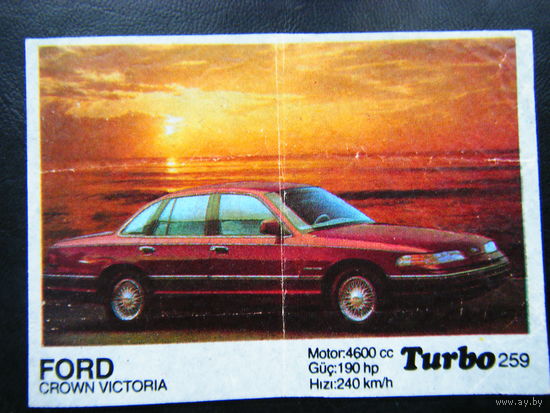 FORD
CROWN VICTORIA
Motor:4600 cc
Güç:190 hp
Hızı:240 km/h
Turbo 259
© www.ay.by